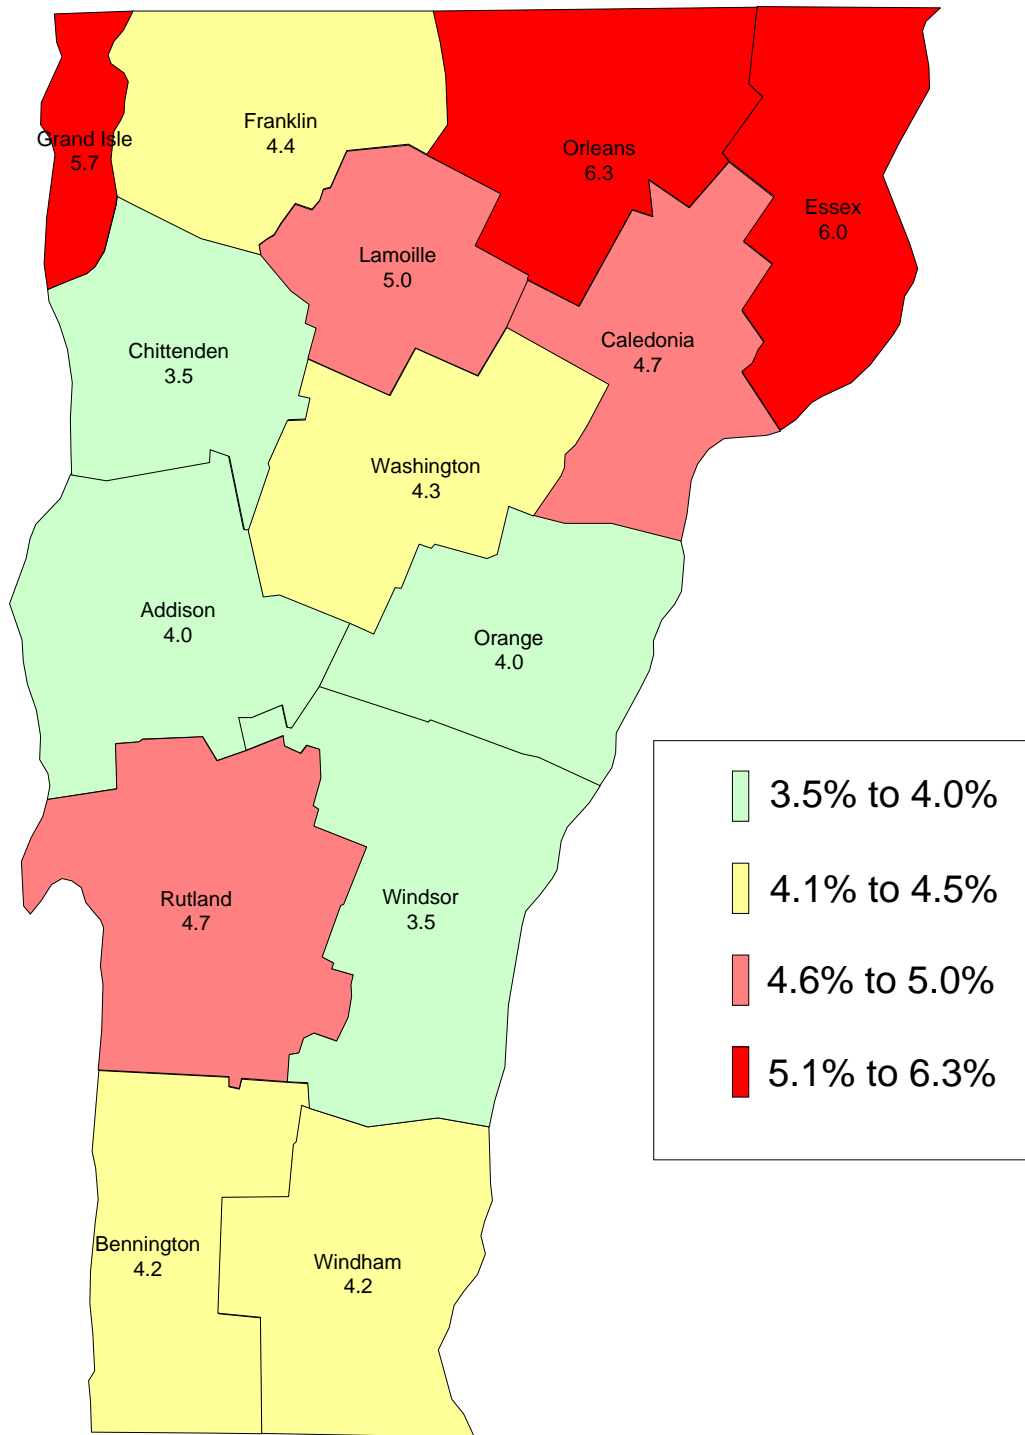 Franklin
4.4
Grand Isle
5.7
Orleans
6.3
Essex
6.0
Lamoille
5.0
Chittenden
3.5
Caledonia
4.7
Washington
4.3
Addison
4.0
Orange
4.0
3.5% to 4.0%
4.1% to 4.5%
4.6% to 5.0%
5.1% to 6.3%
Rutland
4.7
Windsor
3.5
Bennington
4.2
Windham
4.2